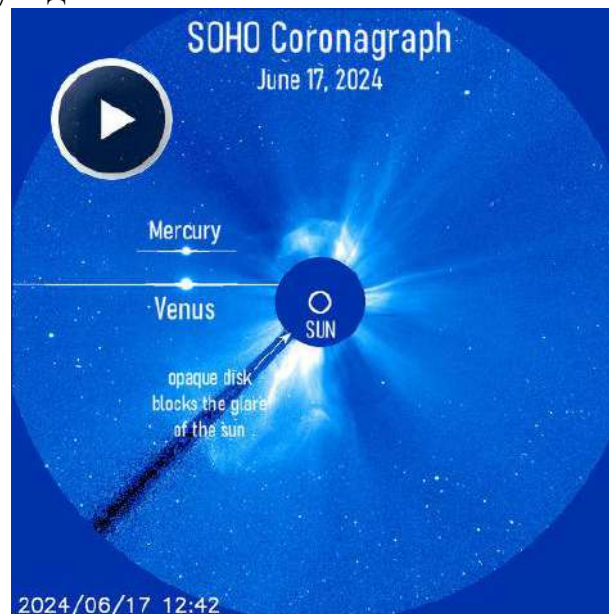 SOHO Coronagraph
June 17, 2024
Mercury
Venus
SUN
opaque disk
blocks the glare
of the sun
2024/06/17 12:42